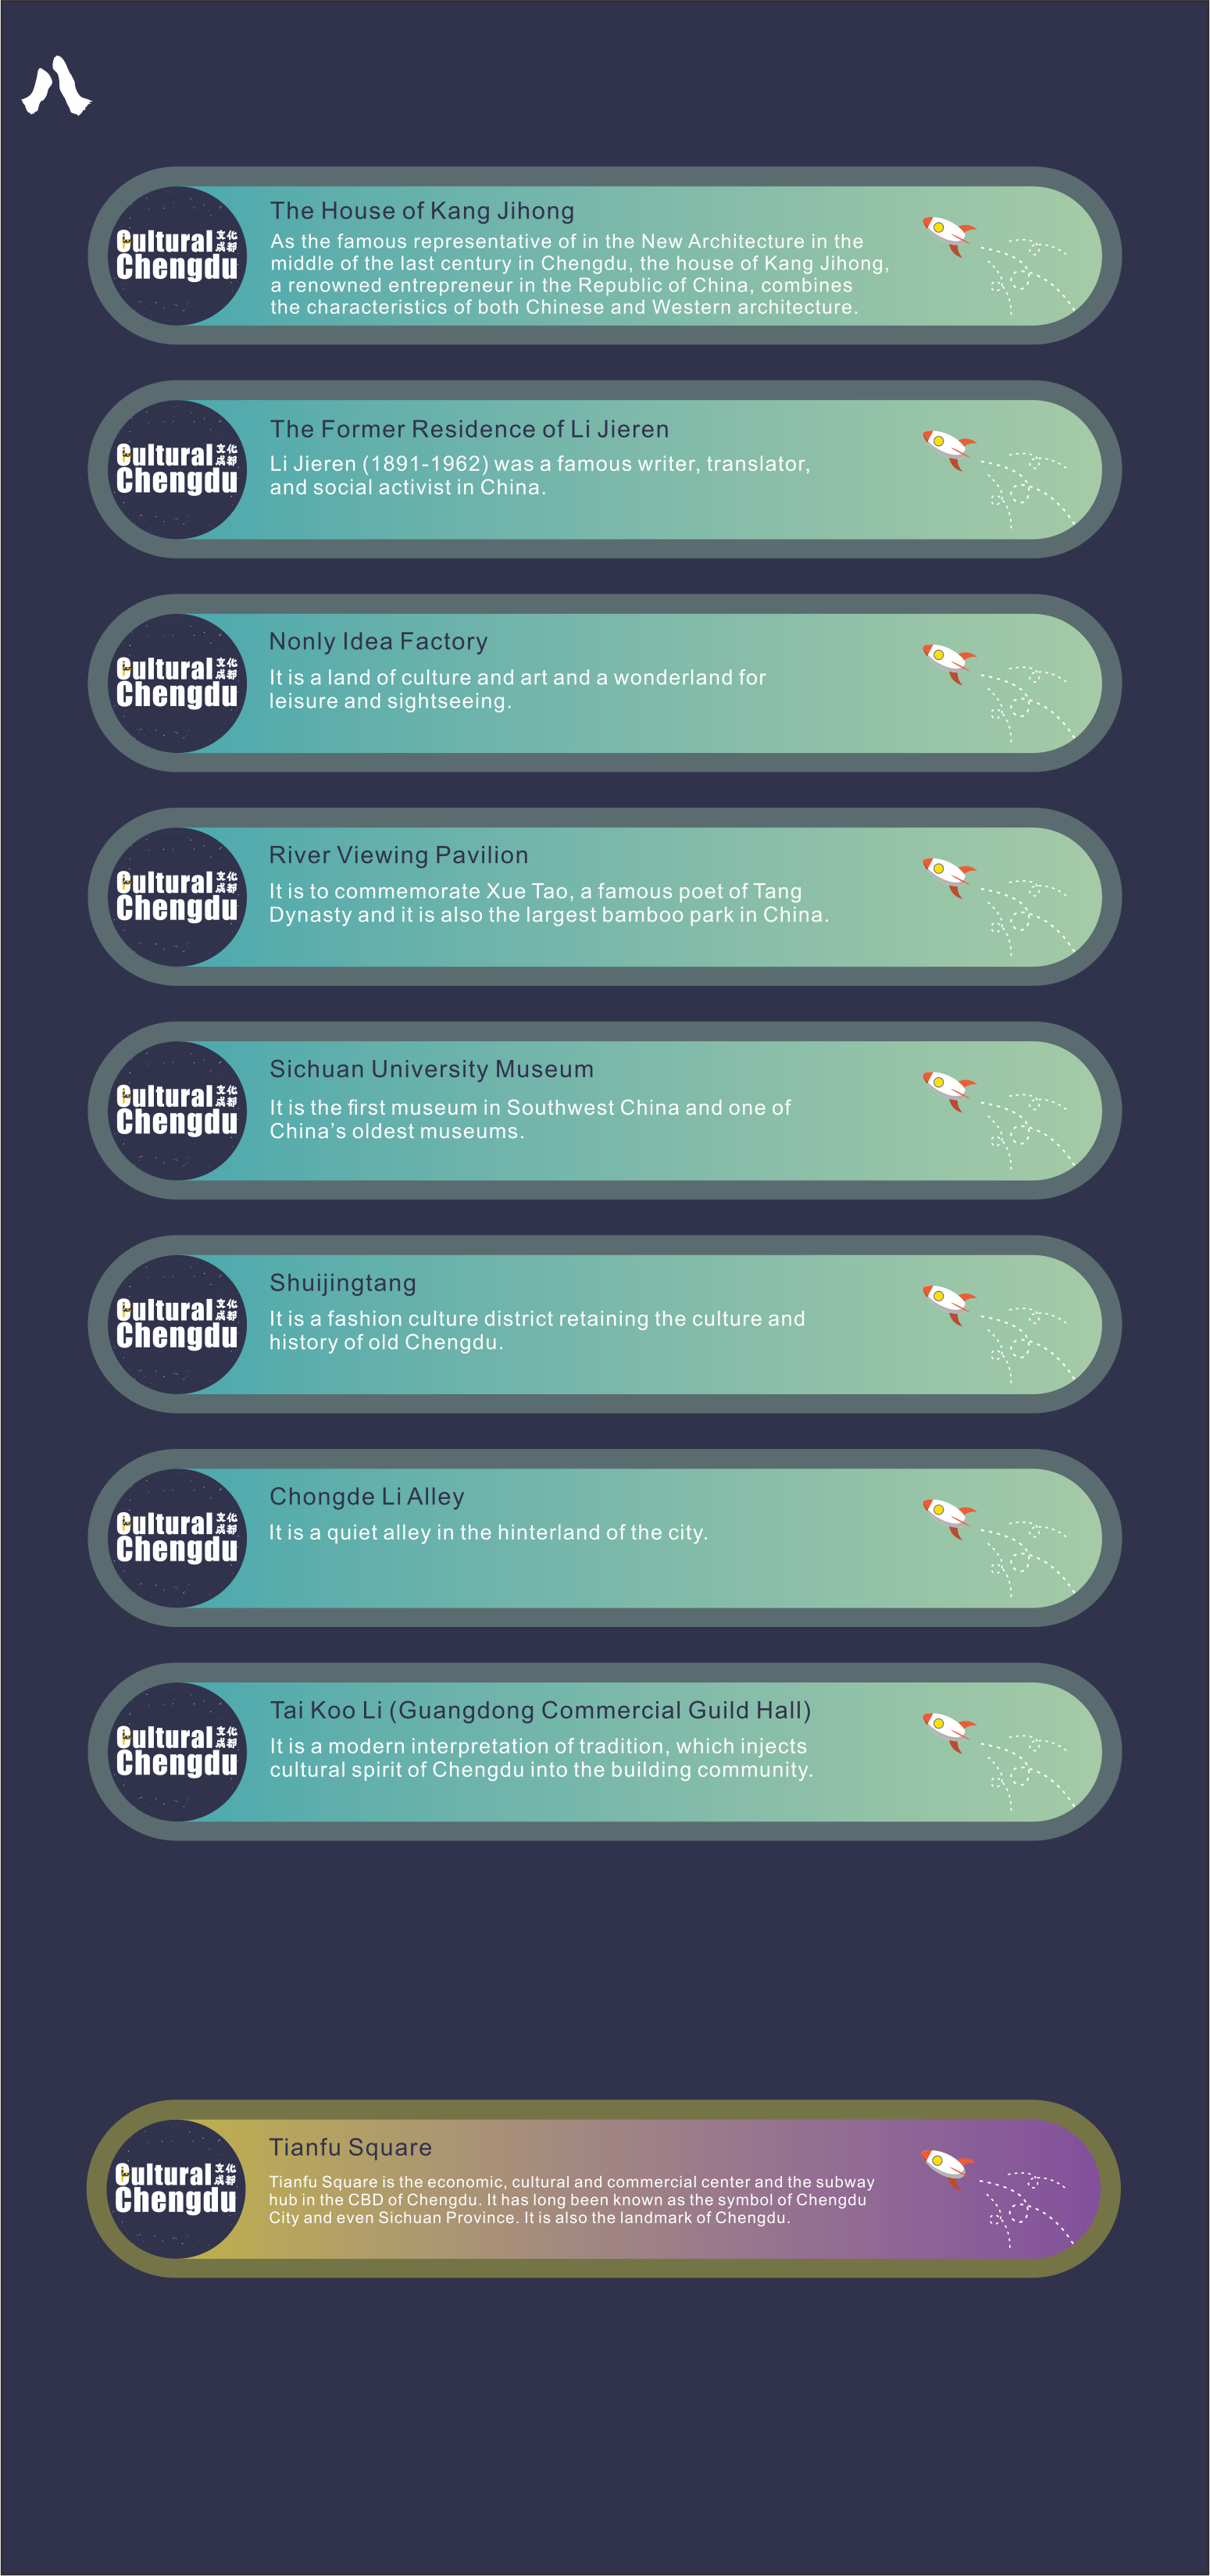 八
The House of Kang Jihong
As the famous representative of in the New Architecture in the
middle of the last century in Chengdu, the house of Kang Jihong,
a renowned entrepreneur in the Republic of China, combines
the characteristics of both Chinese and Western architecture.
Cultural 文化
Chengdu 成都
The Former Residence of Li Jieren
Li Jieren (1891-1962) was a famous writer, translator,
and social activist in China.
Cultural 文化
Chengdu 成都
Nonly Idea Factory
It is a land of culture and art and a wonderland for
leisure and sightseeing.
Cultural 文化
Chengdu 成都
River Viewing Pavilion
It is to commemorate Xue Tao, a famous poet of Tang
Dynasty and it is also the largest bamboo park in China.
Cultural 文化
Chengdu 成都
Sichuan University Museum
It is the first museum in Southwest China and one of
China’s oldest museums.
Cultural 文化
Chengdu 成都
Shuijingtang
It is a fashion culture district retaining the culture and
history of old Chengdu.
Cultural 文化
Chengdu 成都
Chongde Li Alley
It is a quiet alley in the hinterland of the city.
Cultural 文化
Chengdu 成都
Tai Koo Li (Guangdong Commercial Guild Hall)
It is a modern interpretation of tradition, which injects
cultural spirit of Chengdu into the building community.
Cultural 文化
Chengdu 成都
Tianfu Square
Tianfu Square is the economic, cultural and commercial center and the subway
hub in the CBD of Chengdu. It has long been known as the symbol of Chengdu
City and even Sichuan Province. It is also the landmark of Chengdu.
Cultural 文化
Chengdu 成都